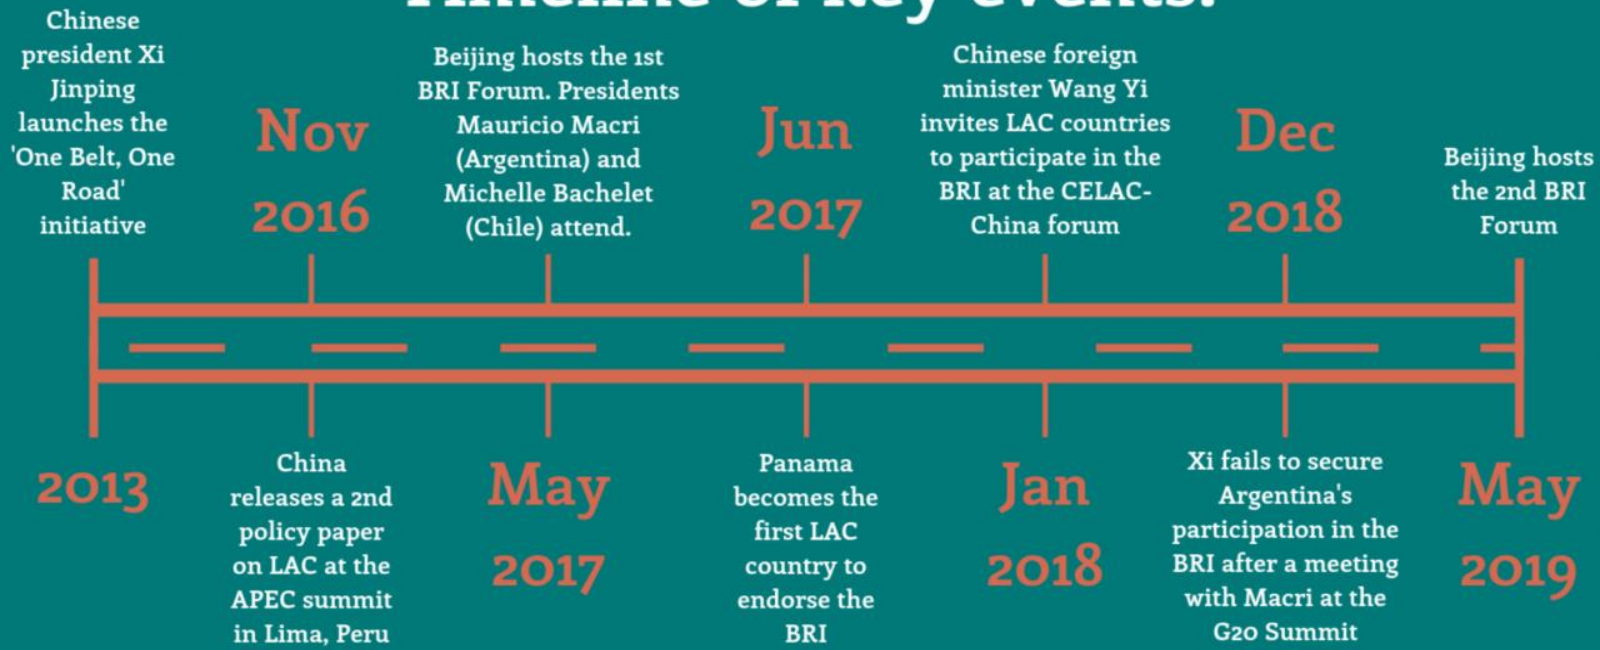 Timeline of key events:
Chinese
president Xi
Jinping
launches the
'One Belt, One
Road'
initiative
2013
Nov
2016
China
releases a 2nd
policy paper
on LAC at the
APEC summit
in Lima, Peru
Beijing hosts the 1st
BRI Forum. Presidents
Mauricio Macri
(Argentina) and
Michelle Bachelet
(Chile) attend.
May
2017
Jun
2017
Panama
becomes the
first LAC
country to
endorse the
BRI
Chinese foreign
minister Wang Yi
invites LAC countries
to participate in the
BRI at the CELAC-
China forum
Jan
2018
Dec
2018
Xi fails to secure
Argentina's
participation in the
BRI after a meeting
with Macri at the
G20 Summit
Beijing hosts
the 2nd BRI
Forum
May
2019